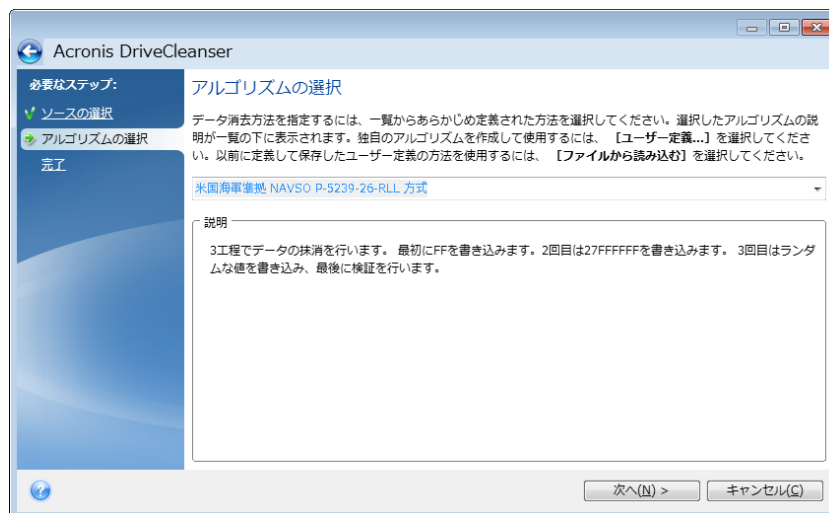 Acronis DriveCleanser
必要なステップ:
ソースの選択
アルゴリズムの選択
完了
アルゴリズムの選択
データ消去方法を指定するには、一覧からあらかじめ定義された方法を選択してください。選択したアルゴリズムの説
明が一覧の下に表示されます。独自のアルゴリズムを作成して使用するには、 [ユーザー定義...] を選択してくださ
い。以前に定義して保存したユーザー定義の方法を使用するには、 [ファイルから読み込む] を選択してください。
米国海軍準拠 NAVSO P-5239-26-RLL 方式
説明
3工程でデータの抹消を行います。 最初にFFを書き込みます。2回目は27FFFFFFを書き込みます。 3回目はランダ
ムな値を書き込み、最後に検証を行います。
次へ(N) >
キャンセル(C)